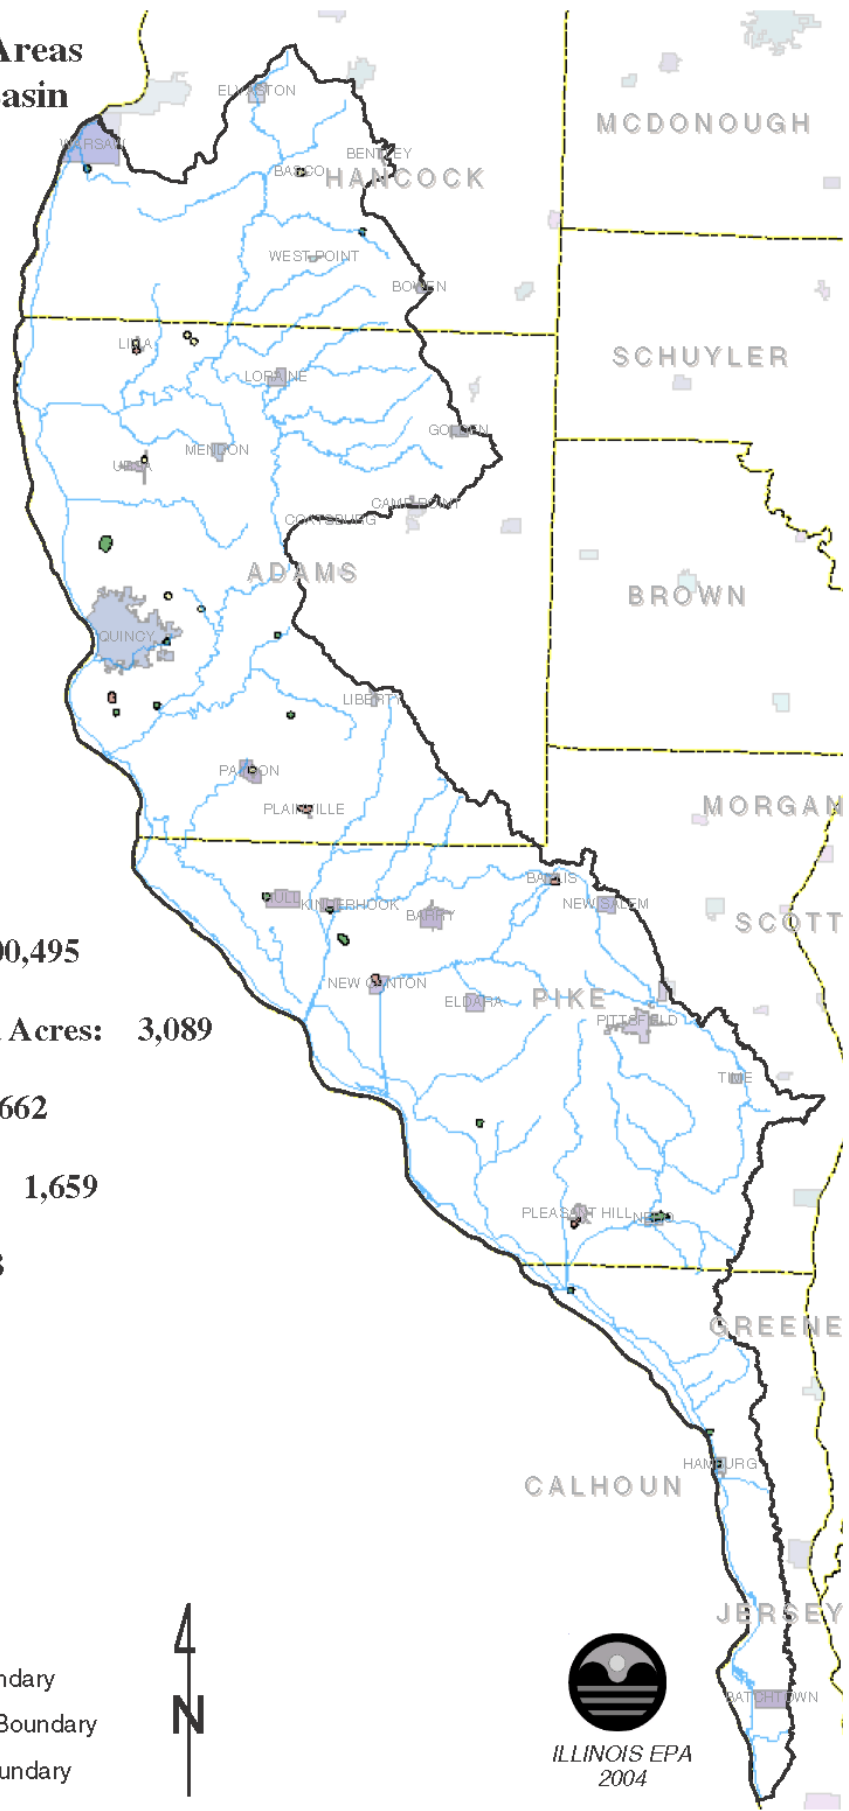 Areas
asin
ELVASTON
MCDONOUGH
WARSAW
BENTLEY
BASCO
HANCOCK
WEST POINT
BOWEN
LIMA
SCHUYLER
LORAINE
GOLDEN
MENDON
URSA
CAMP POINT
COATSBURG
ADAMS
BROWN
QUINCY
LIBERTY
PAYSON
PLAINVILLE
MORGAN
BAYLIS
HULL
KINDERHOOK
NEW SALEM
BARRY
SCOTT
00,495
NEW CANTON
ELDARA
PIKE
PITTSFIELD
Acres: 3,089
TIME
662
1,659
PLEASANT HILL
NEBO
GREENE
HAMBURG
CALHOUN
JERSEY
ndary
BATCHTOWN
N
Boundary
ILLINOIS EPA
undary
2004